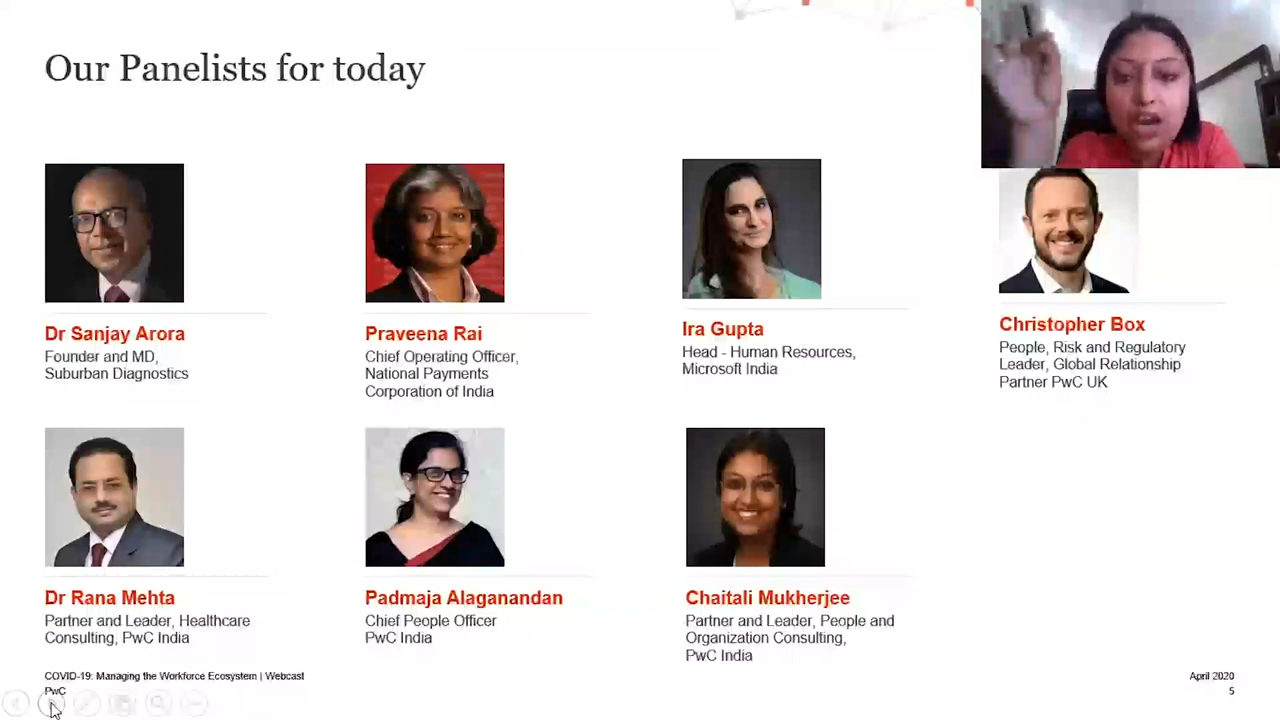 Our Panelists for today
Dr Sanjay Arora
Founder and MD,
Suburban Diagnostics
Praveena Rai
Chief Operating Officer,
National Payments
Corporation of India
Ira Gupta
Head - Human Resources,
Microsoft India
Christopher Box
People, Risk and Regulatory
Leader, Global Relationship
Partner PwC UK
Dr Rana Mehta
Partner and Leader, Healthcare
Consulting, PwC India
Padmaja Alaganandan
Chief People Officer
PwC India
Chaitali Mukherjee
Partner and Leader, People and
Organization Consulting,
PwC India
COVID-19: Managing the Workforce Ecosystem | Webcast
PwC
April 2020
5